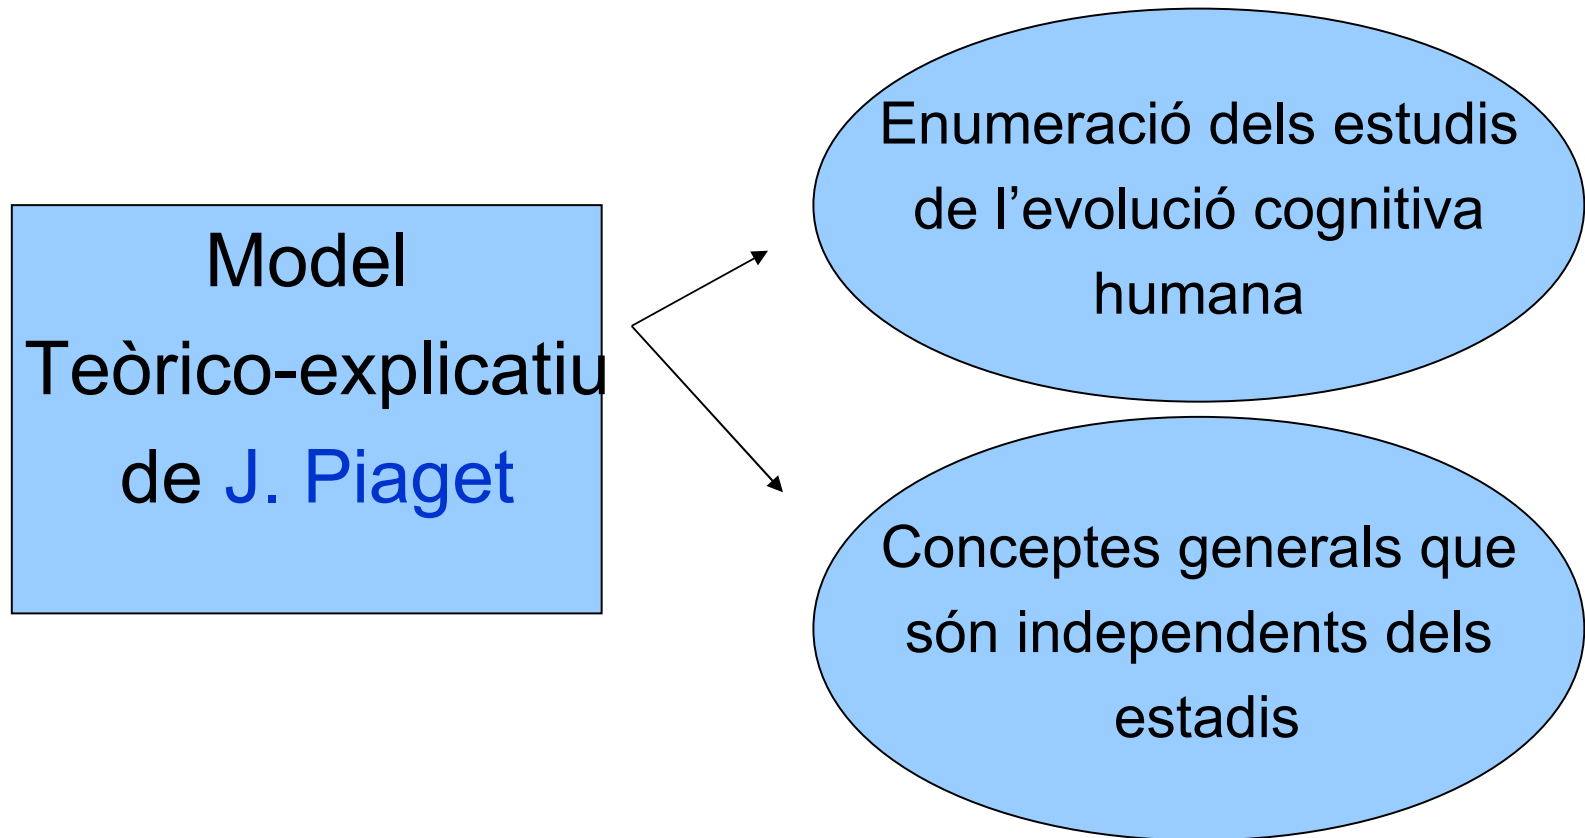 Model
Teòrico-explicatiu
de J. Piaget
Enumeració dels estudis
de l’evolució cognitiva
humana
Conceptes generals que
són independents dels
estadis